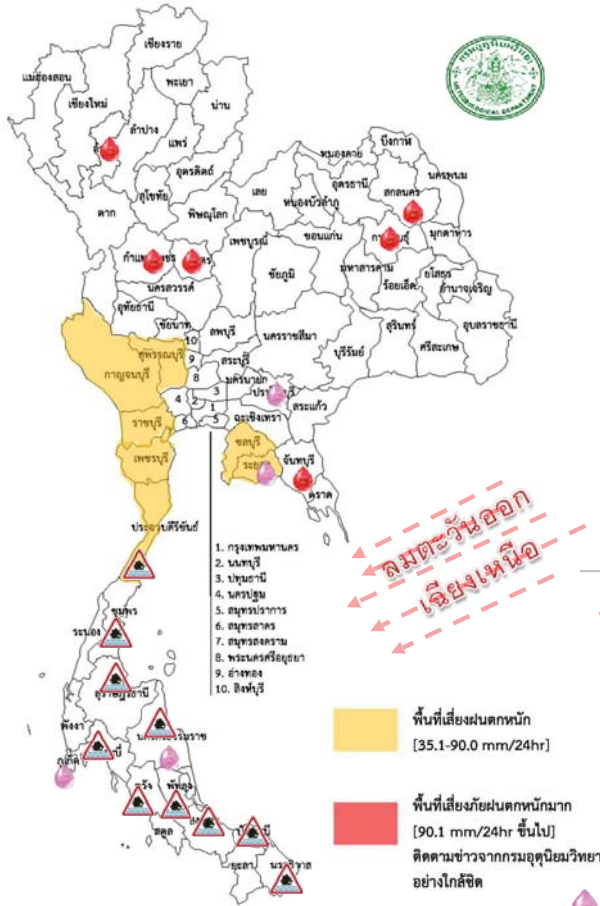 เชียงราย
แม่ฮ่องสอน
พะเยา
เชียงใหม่
น่าน
ลำปาง
แพร่
อุตรดิตถ์
สุโขทัย
ตาก
พิษณุโลก
เลย
หนองคาย
บึงกาฬ
อุดรธานี
นครพนม
สกลนคร
หนองบัวลำภู
เพชรบูรณ์
ขอนแก่น
มุกดาหาร
ชัยภูมิ
มหาสารคาม
ยโสธร
ร้อยเอ็ด
อำนาจเจริญ
นครสวรรค์
อุทัยธานี
ชัยนาท
ลพบุรี
นครราชสีมา
สุรินทร์
อุบลราชธานี
บุรีรัมย์
ศรีสะเกษ
10
สุพรรณบุรี
9
สระบุรี
กาญจนบุรี
8
นครนายก
3
4
2
1
สระแก้ว
ราชบุรี
6
5
ฉะเชิงเทรา
ชลบุรี
เพชรบุรี
จันทบุรี
ตราด
ประจวบคีรีขันธ์
ลมตะวันออก
เฉียงเหนือ
1. กรุงเทพมหานคร
2. นนทบุรี
3. ปทุมธานี
4. นครปฐม
5. สมุทรปราการ
6. สมุทรสาคร
7. สมุทรสงคราม
8. พระนครศรีอยุธยา
9. อ่างทอง
10. สิงห์บุรี
ชุมพร
ระนอง
สุราษฎร์ธานี
พังงา
ภูเก็ต
ตรัง
พัทลุง
สตูล
ยะลา
นราธิวาส
พื้นที่เสี่ยงฝนตกหนัก
[35.1-90.0 mm/24hr]
พื้นที่เสี่ยงภัยฝนตกหนักมาก
[90.1 mm/24hr ขึ้นไป]
ติดตามข่าวจากกรมอุตุนิยมวิทยา
อย่างใกล้ชิด
กรมอุตุนิยมวิทยา
METEOROLOGICAL DEPARTMENT